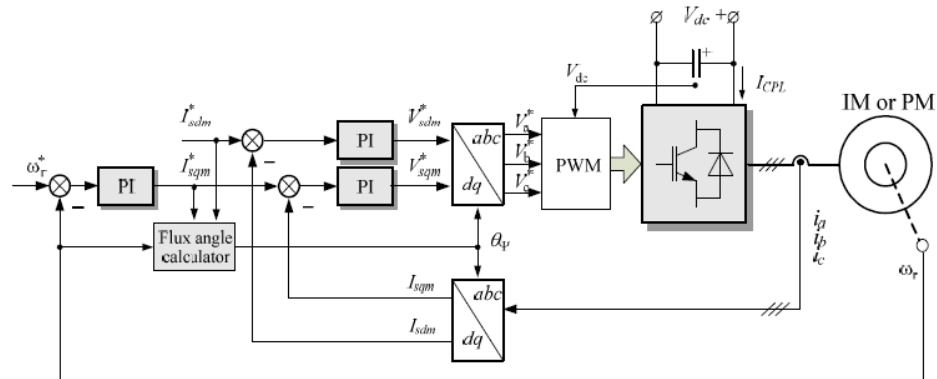 V_dc +
V_dc
I_CPL
IM or PM
I*_sdm
V*_sdm
V*_a
abc
PI
I*_sqm
V*_sqm
V*_b
PWM
ω*_r
PI
PI
V*_c
dq
i_a
i_b
i_c
Flux angle
calculator
θ_Ψ
ω_r
I_sqm
abc
I_sdm
dq